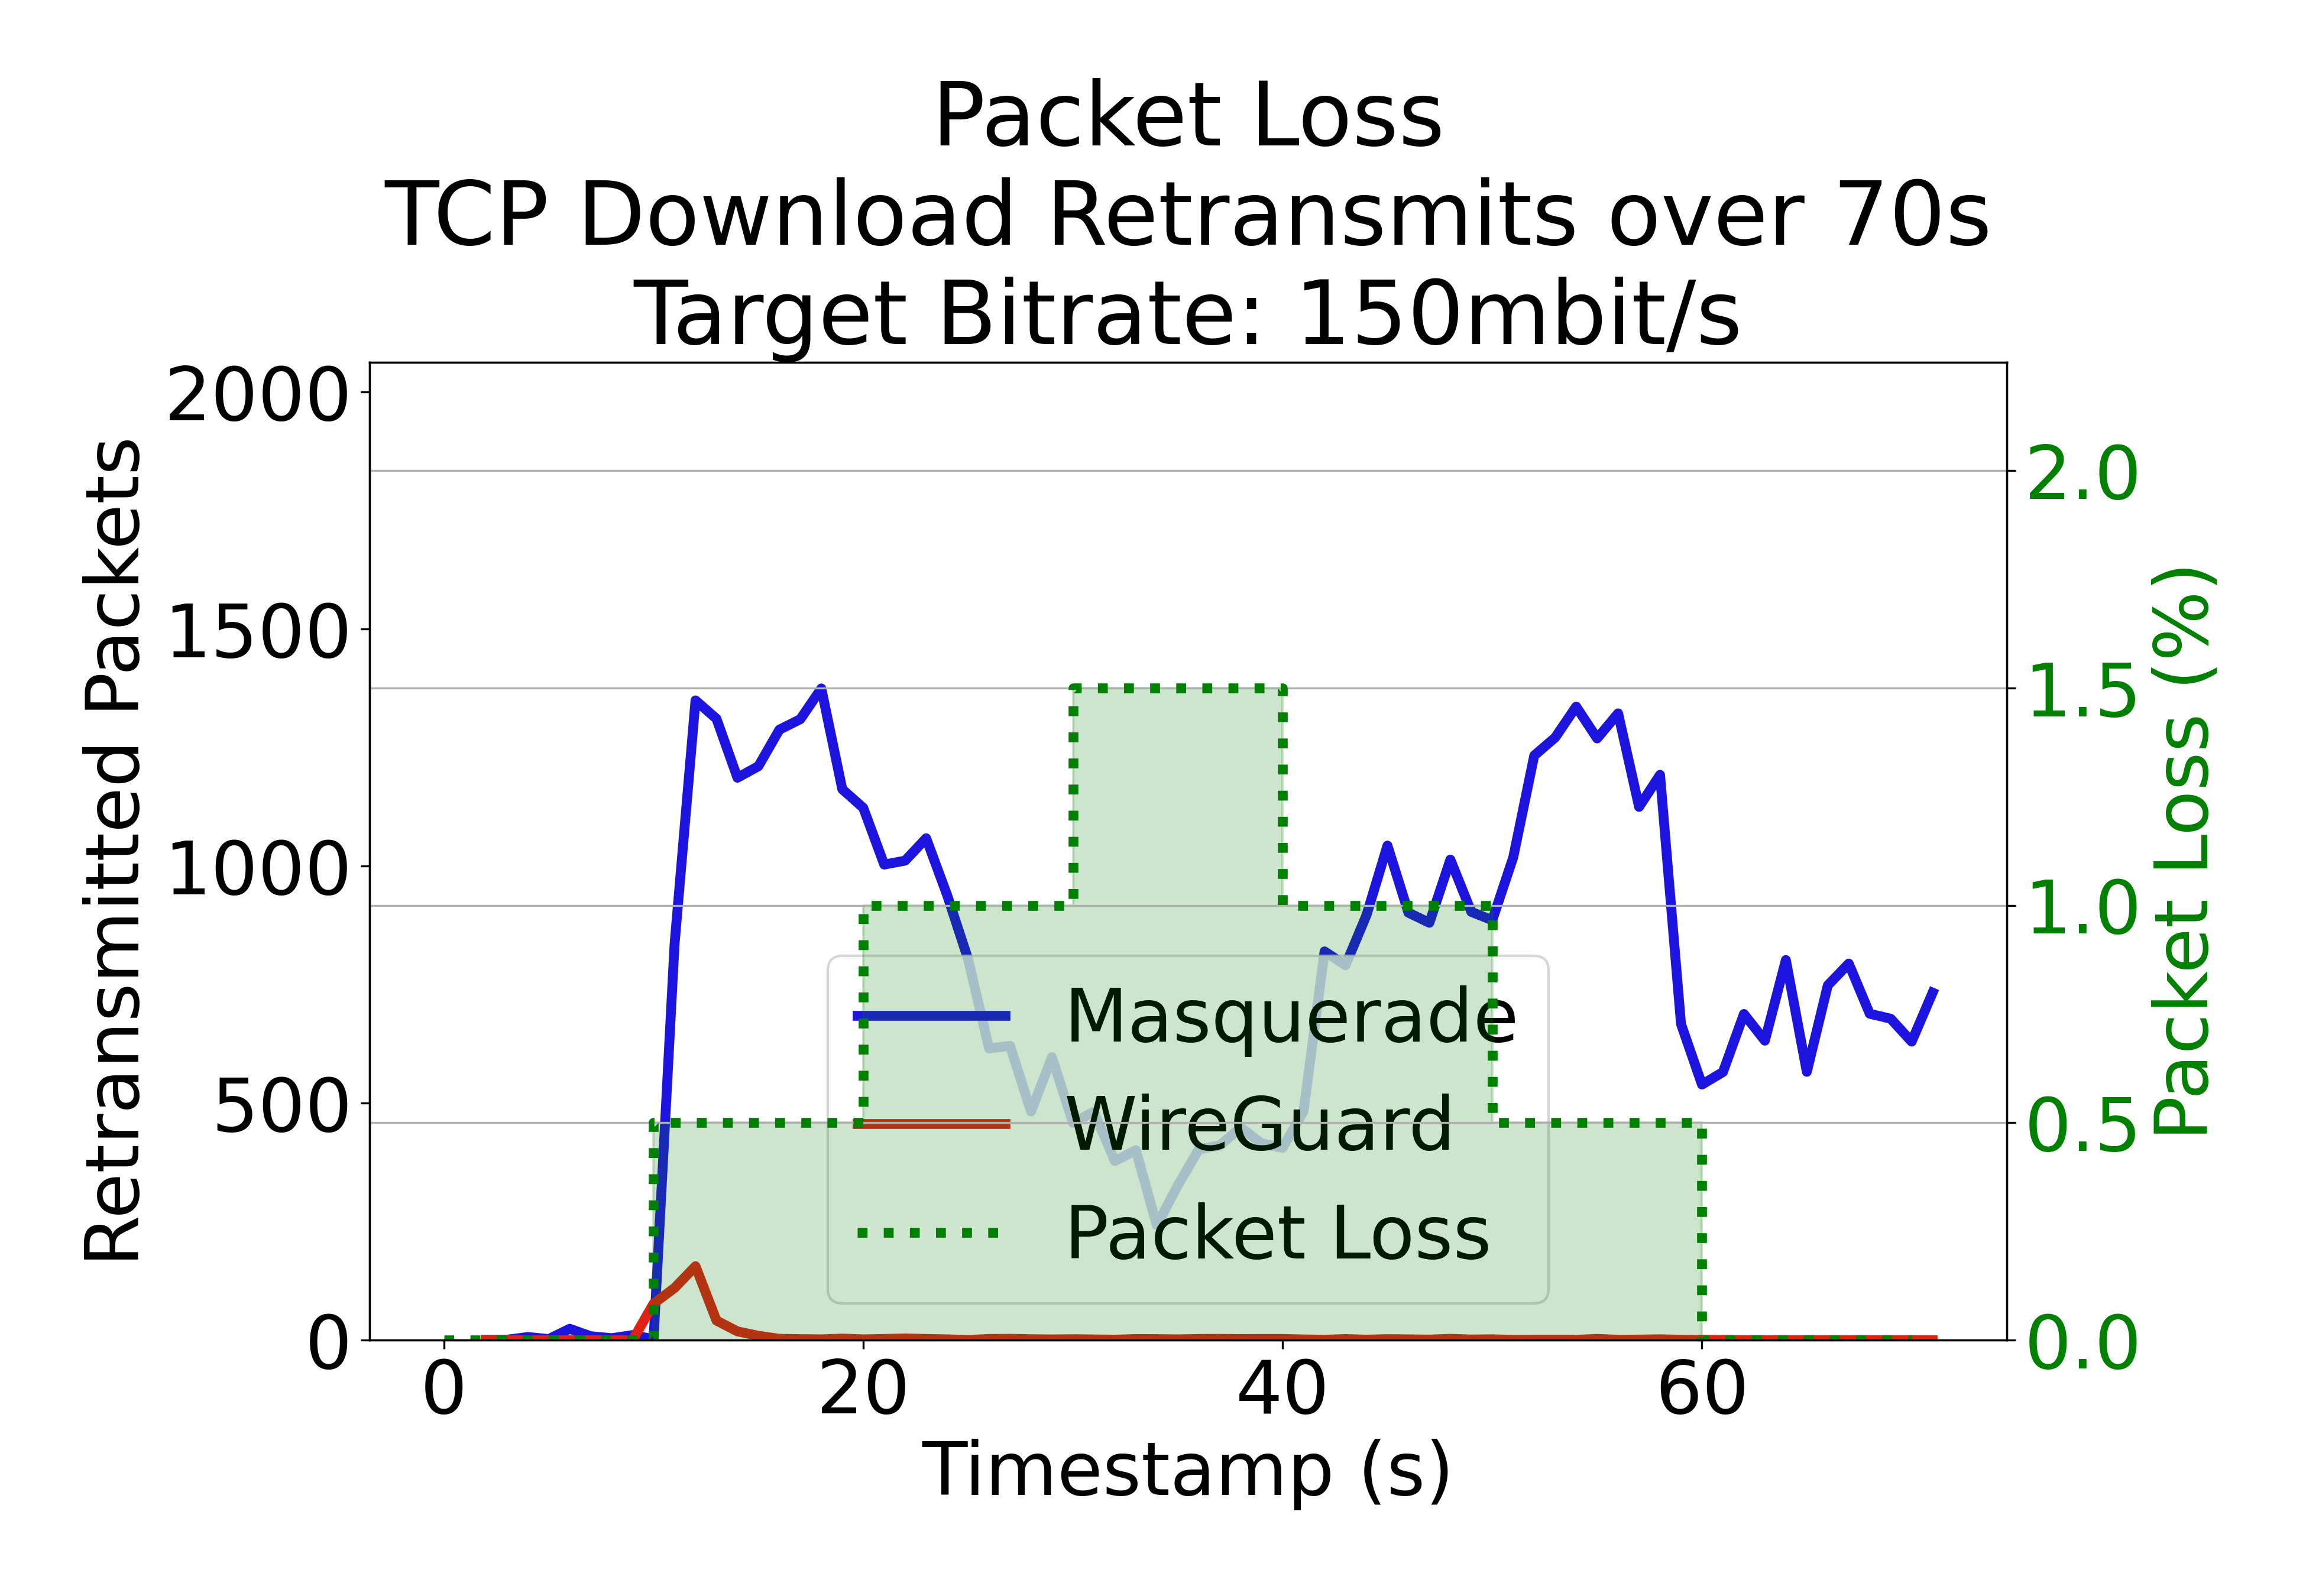 Packet Loss
TCP Download Retransmits over 70s
Target Bitrate: 150mbit/s
Retransmitted Packets
2000
1500
1000
500
0
2.0
1.5
1.0
0.5
0.0
Packet Loss (%)
Masquerade
WireGuard
Packet Loss
0 20 40 60
Timestamp (s)